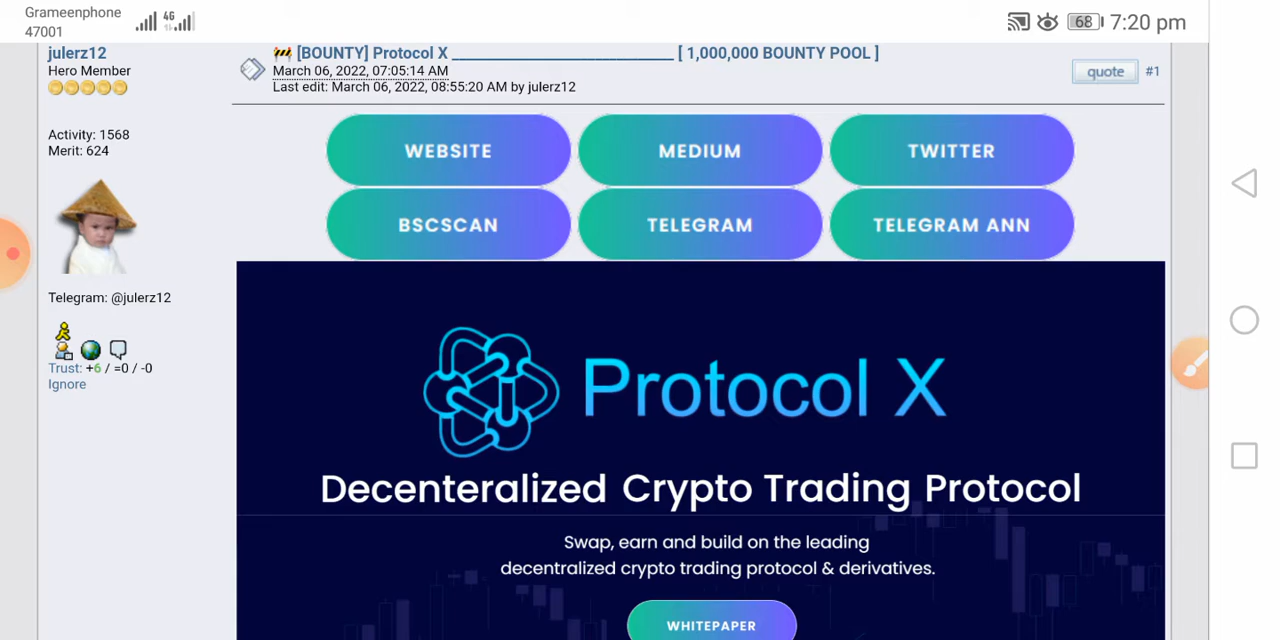 Grameenphone
47001
4G
68
7:20 pm
julerz12
Hero Member
Activity: 1568
Merit: 624
Telegram: @julerz12
Trust: +6 / =0 / -0
Ignore
[BOUNTY] Protocol X ___________________________ [ 1,000,000 BOUNTY POOL ]
March 06, 2022, 07:05:14 AM
Last edit: March 06, 2022, 08:55:20 AM by julerz12
quote
#1
WEBSITE
MEDIUM
TWITTER
BSCSCAN
TELEGRAM
TELEGRAM ANN
Protocol X
Decenteralized Crypto Trading Protocol
Swap, earn and build on the leading
decentralized crypto trading protocol & derivatives.
WHITEPAPER